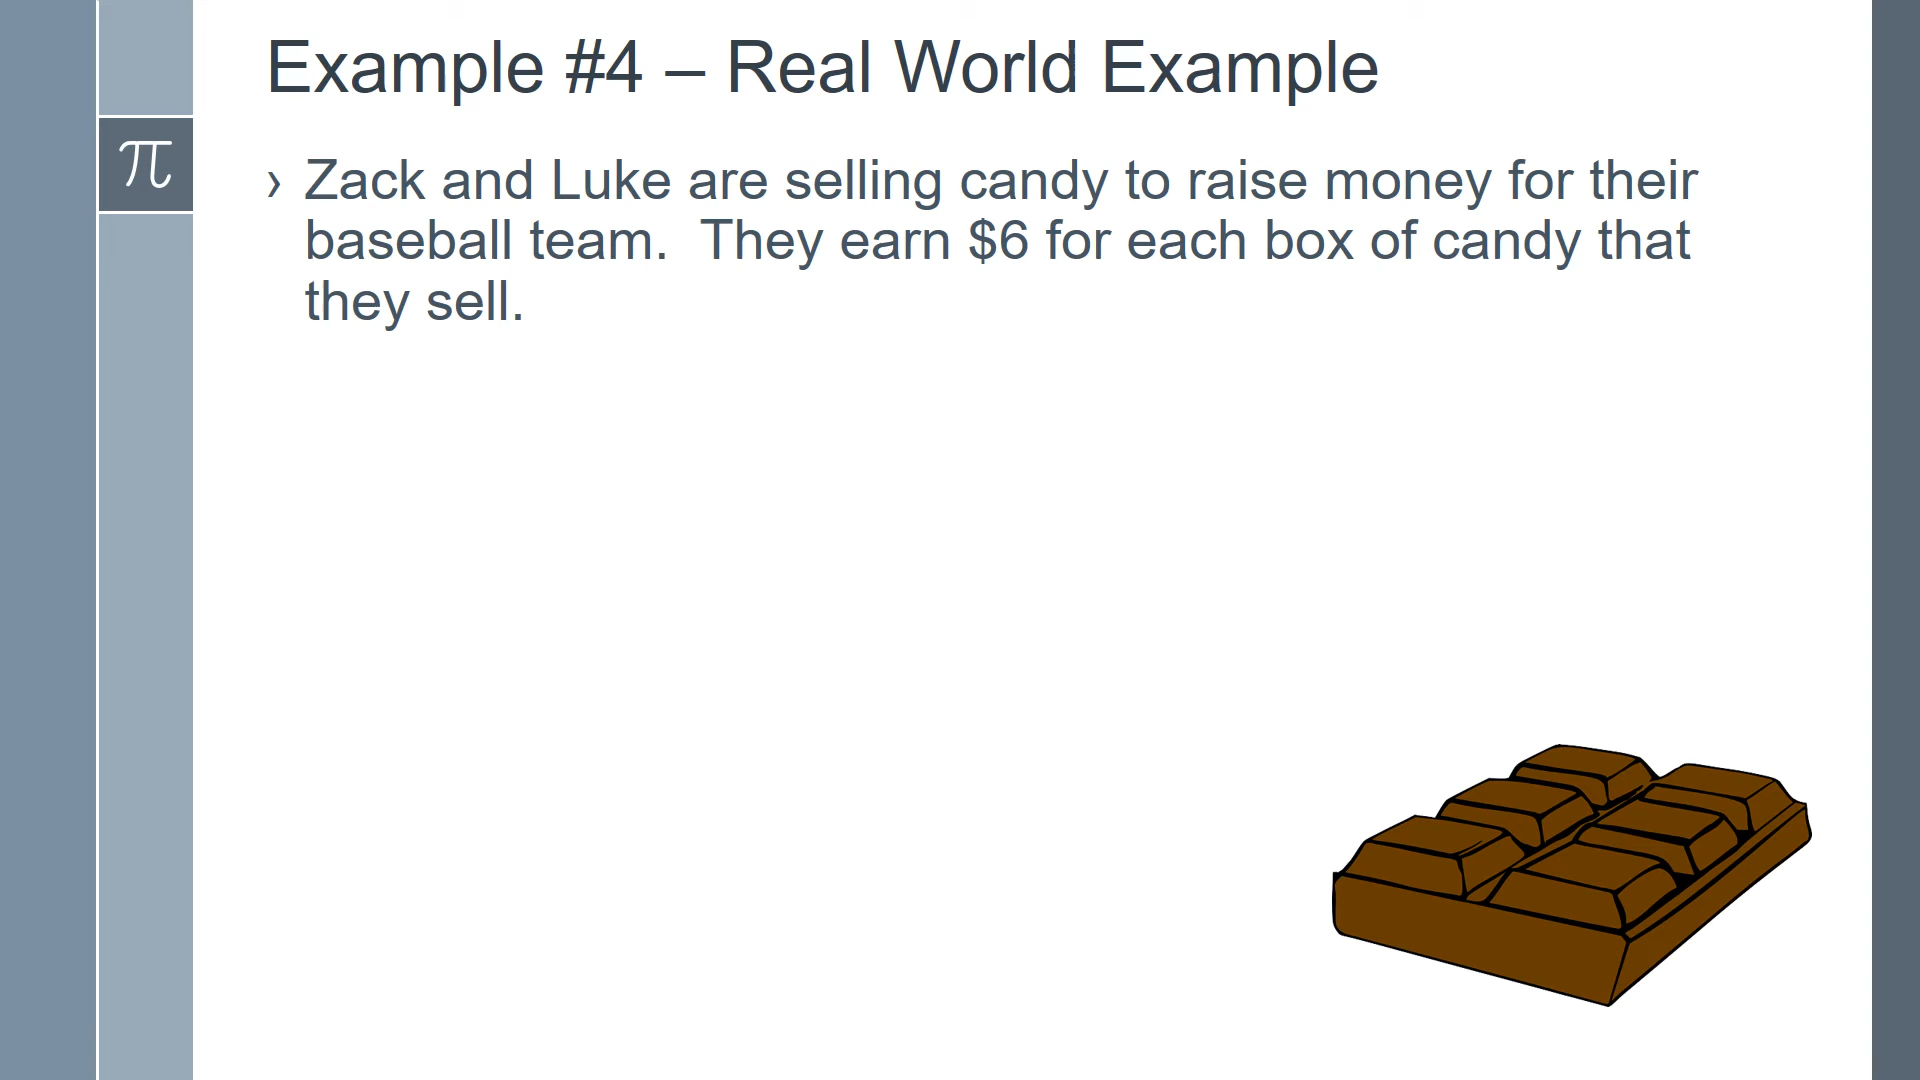 Example #4 – Real World Example
π
› Zack and Luke are selling candy to raise money for their
baseball team.  They earn $6 for each box of candy that
they sell.